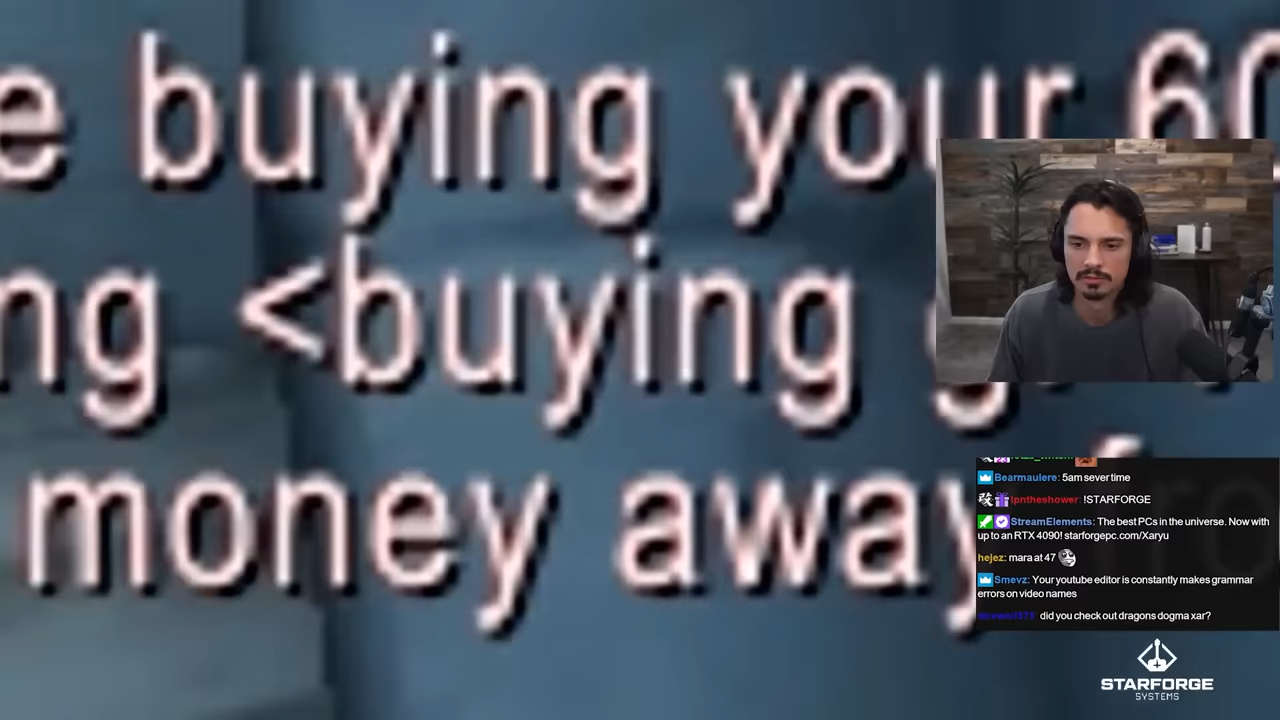 e buying your 60
ng <buying g
money away
Bearmaulere: 5am sever time
lpntheshower: !STARFORGE
StreamElements: The best PCs in the universe. Now with
up to an RTX 4090! starforgepc.com/Xaryu
hejez: mara at 47
Smevz: Your youtube editor is constantly makes grammar
errors on video names
did you check out dragons dogma xar?
STARFORGE
SYSTEMS